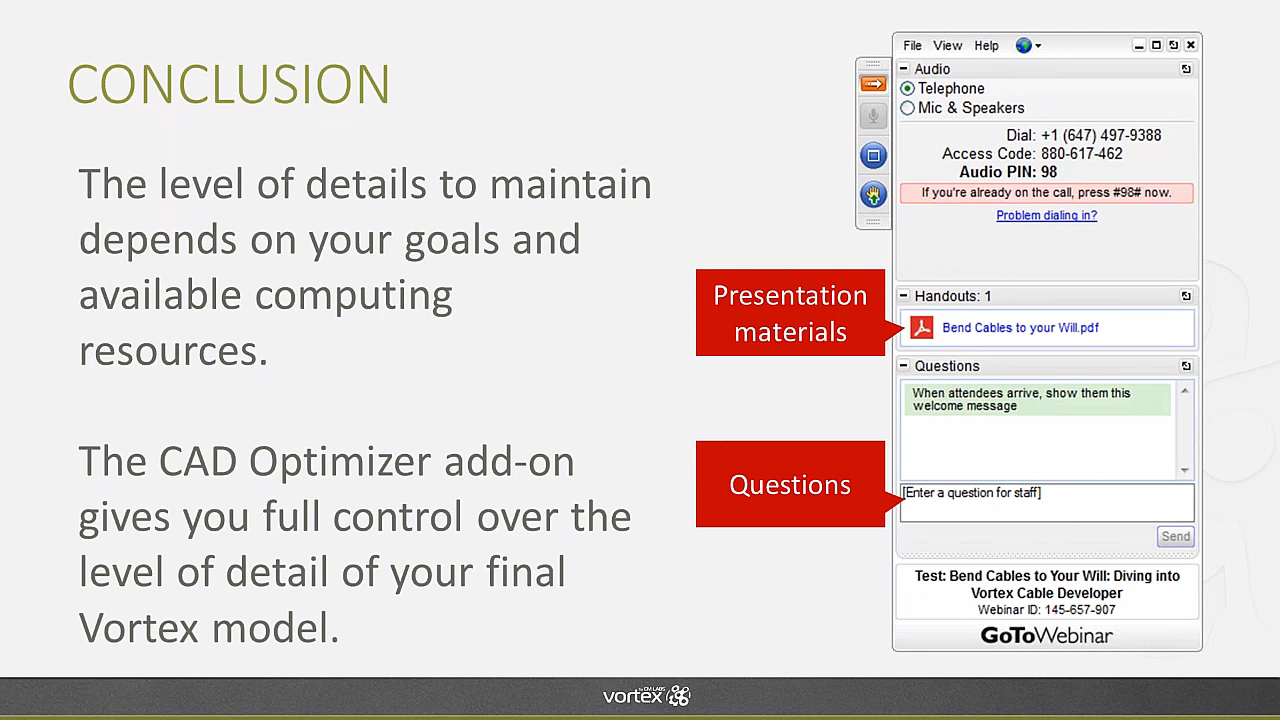 CONCLUSION
The level of details to maintain
depends on your goals and
available computing
resources.
The CAD Optimizer add-on
gives you full control over the
level of detail of your final
Vortex model.
Presentation
materials
Questions
File View Help
Audio
Telephone
Mic & Speakers
Dial: +1 (647) 497-9388
Access Code: 880-617-462
Audio PIN: 98
If you're already on the call, press #98# now.
Problem dialing in?
Handouts: 1
Bend Cables to your Will.pdf
Questions
When attendees arrive, show them this
welcome message
[Enter a question for staff]
Send
Test: Bend Cables to Your Will: Diving into
Vortex Cable Developer
Webinar ID: 145-657-907
GoToWebinar
vortex by CM LABS